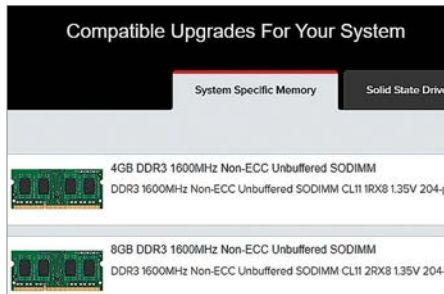 Compatible Upgrades For Your System
System Specific Memory
Solid State Drive
4GB DDR3 1600MHz Non-ECC Unbuffered SODIMM
DDR3 1600MHz Non-ECC Unbuffered SODIMM CL11 1RX8 1.35V 204-p
8GB DDR3 1600MHz Non-ECC Unbuffered SODIMM
DDR3 1600MHz Non-ECC Unbuffered SODIMM CL11 2RX8 1.35V 204-